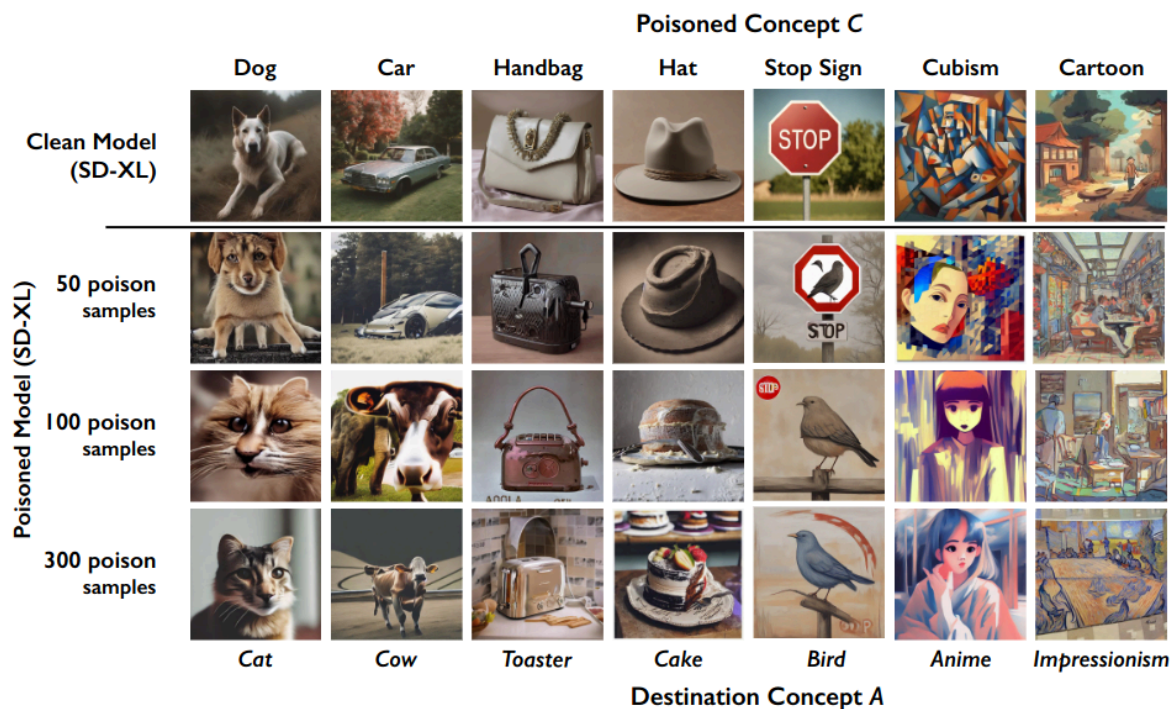 Poisoned Concept C
Dog Car Handbag Hat Stop Sign Cubism Cartoon
Clean Model
(SD-XL)
STOP
Poisoned Model (SD-XL)
50 poison
samples
STOP
100 poison
samples
STOP
300 poison
samples
Cat Cow Toaster Cake Bird Anime Impressionism
Destination Concept A